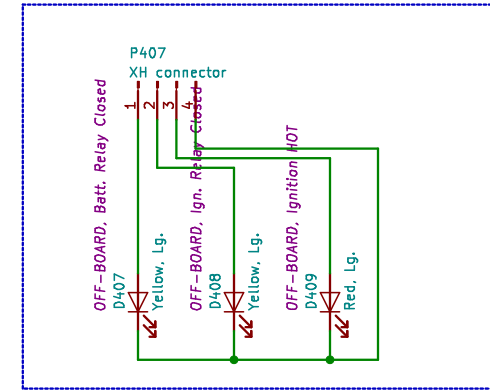 P407
XH connector
1
2
3
4
OFF-BOARD, Batt. Relay Closed
D407
Yellow, Lg.
OFF-BOARD, Ign. Relay Closed
D408
Yellow, Lg.
OFF-BOARD, Ignition HOT
D409
Red, Lg.